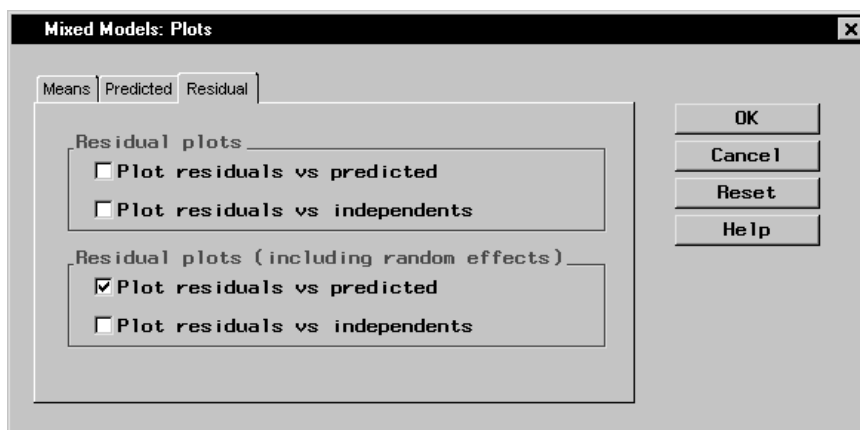 Mixed Models: Plots
Means Predicted Residual
Residual plots
Plot residuals vs predicted
Plot residuals vs independents
Residual plots (including random effects)
Plot residuals vs predicted
Plot residuals vs independents
OK
Cancel
Reset
Help